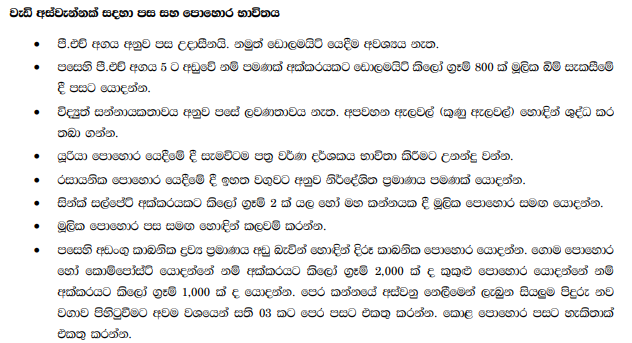 වැඩි අස්වැන්නක් සදහා පස සහ පොහොර භාවිතය
• පී.එච් අගය අනුව පස උදාසීනයි. නමුත් ඩොලමයිට් යෙදීම අවශ්‍යය නැත.
• පසෙහි පී.එච් අගය 5 ට අඩුවේ නම් පමණක් අක්කරයකට ඩොලමයිට් කිලෝ ග්‍රෑම් 800 ක් මූලික බිම් සැකසීමේ
දී පසට යොදන්න.
• විද්‍යුත් සන්නායකතාවය අනුව පසේ ලවණතාවය නැත. අපවහන ඇලවල් (කුණු ඇලවල්) හොඳින් ශුද්ධ කර
තබා ගන්න.
• යූරියා පොහොර යෙදීමේ දී සැමවිටම පත්‍ර වර්ණ දර්ශකය භාවිතා කිරීමට උනන්දු වන්න.
• රසායනික පොහොර යෙදීමේ දී ඉහත වගුවට අනුව නිර්දේශිත ප්‍රමාණය පමණක් යොදන්න.
• සින්ක් සල්පේට් අක්කරයකට කිලෝ ග්‍රෑම් 2 ක් යල හෝ මහ කන්නයක දී මූලික පොහොර සමඟ යොදන්න.
• මූලික පොහොර පස සමඟ හොඳින් කලවම් කරන්න.
• පසෙහි අඩංගු කාබනික ද්‍රව්‍ය ප්‍රමාණය අඩු බැවින් හොඳින් දිරූ කාබනික පොහොර යොදන්න. ගොම පොහොර
හෝ කොම්පෝස්ට් යොදන්නේ නම් අක්කරයට කිලෝ ග්‍රෑම් 2,000 ක් ද කුකුළු පොහොර යොදන්නේ නම්
අක්කරයට කිලෝ ග්‍රෑම් 1,000 ක් ද යොදන්න. පෙර කන්නයේ අස්වනු නෙලීමෙන් ලැබුන සියලුම පිදුරු නව
වගාව පිහිටුවීමට අවම වශයෙන් සති 03 කට පෙර පසට එකතු කරන්න. කොළ පොහොර පසට හැකිතාක්
එකතු කරන්න.